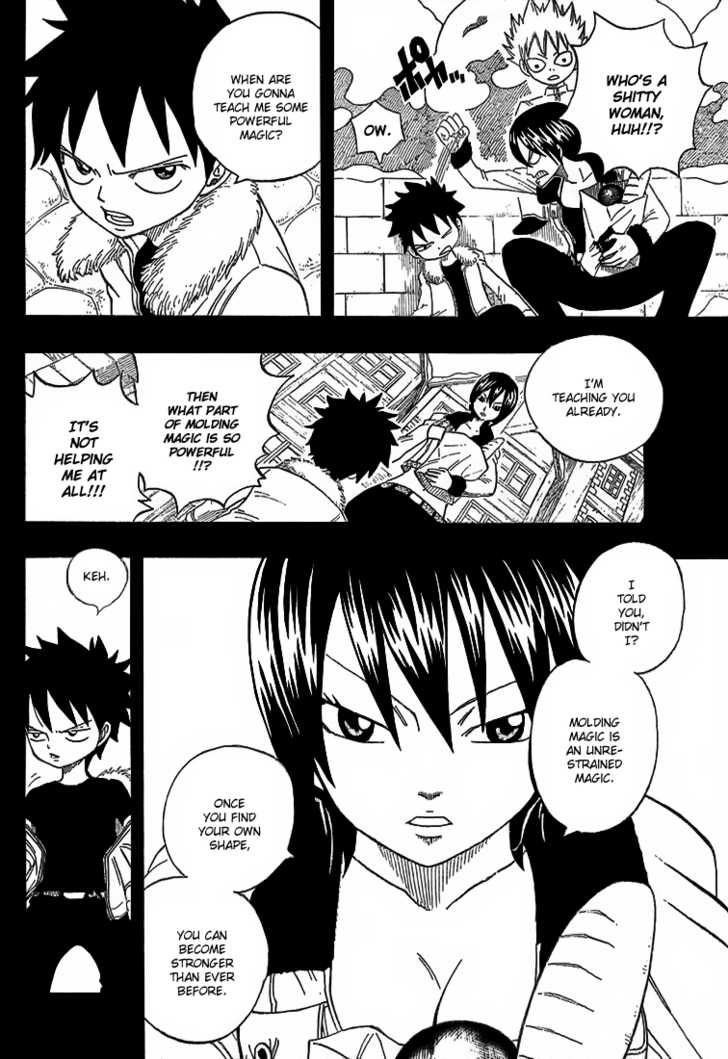 WHO'S A
SHITTY
WOMAN,
HUH!!?
ポカ...
OW.
WHEN ARE
YOU GONNA
TEACH ME SOME
POWERFUL
MAGIC?
I'M
TEACHING YOU
ALREADY.
THEN
WHAT PART
OF MOLDING
MAGIC IS SO
POWERFUL
!!?
IT'S
NOT
HELPING
ME AT
ALL!!!
I
TOLD
YOU,
DIDN'T
I?
MOLDING
MAGIC IS
AN UNRE-
STRAINED
MAGIC.
ONCE
YOU FIND
YOUR OWN
SHAPE,
YOU CAN
BECOME
STRONGER
THAN EVER
BEFORE.
KEH.